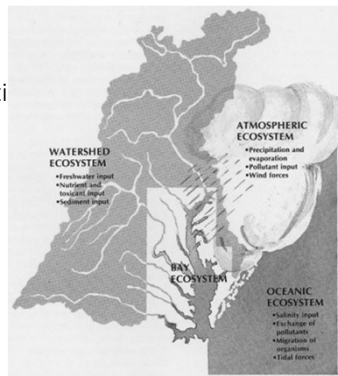 ti
ATMOSPHERIC
ECOSYSTEM
•Precipitation and
evaporation
•Pollutant input
•Wind forces
WATERSHED
ECOSYSTEM
•Freshwater input
•Nutrient and
toxicant input
•Sediment input
BAY
ECOSYSTEM
OCEANIC
ECOSYSTEM
•Salinity input
•Exchange of
pollutants
•Migration of
organisms
•Tidal forces